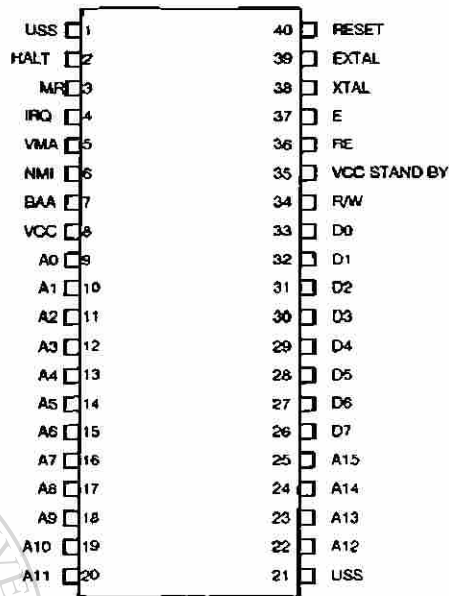 USS 1 40 RESET
HALT 2 39 EXTAL
MR 3 38 XTAL
IRQ 4 37 E
VMA 5 36 RE
NMI 6 35 VCC STAND BY
BAA 7 34 R/W
VCC 8 33 D0
A0 9 32 D1
A1 10 31 D2
A2 11 30 D3
A3 12 29 D4
A4 13 28 D5
A5 14 27 D6
A6 15 26 D7
A7 16 25 A15
A8 17 24 A14
A9 18 23 A13
A10 19 22 A12
A11 20 21 USS